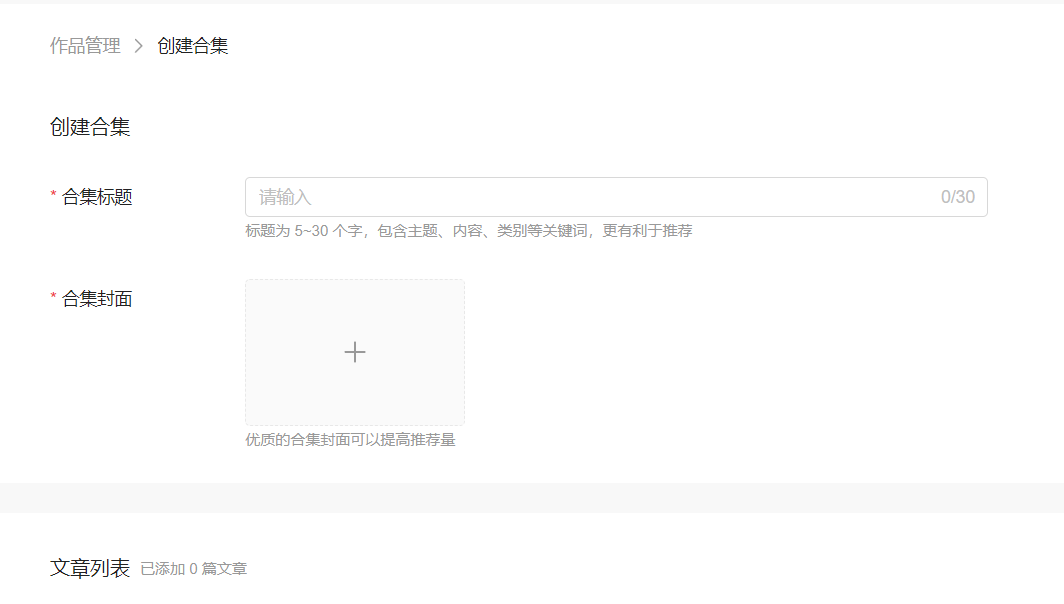 作品管理 > 创建合集
创建合集
* 合集标题
请输入 0/30
标题为 5~30 个字，包含主题、内容、类别等关键词，更有利于推荐
* 合集封面
优质的合集封面可以提高推荐量
文章列表 已添加 0 篇文章